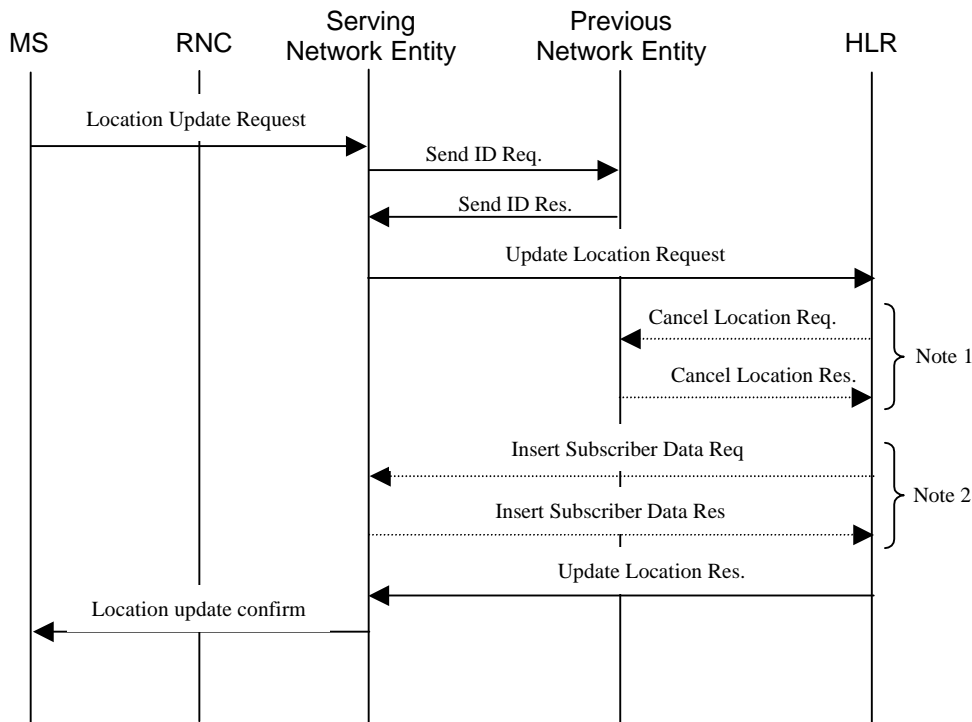 MS
RNC
Serving
Network Entity
Previous
Network Entity
HLR
Location Update Request
Send ID Req.
Send ID Res.
Update Location Request
Cancel Location Req.
Note 1
Cancel Location Res.
Insert Subscriber Data Req
Note 2
Insert Subscriber Data Res
Update Location Res.
Location update confirm